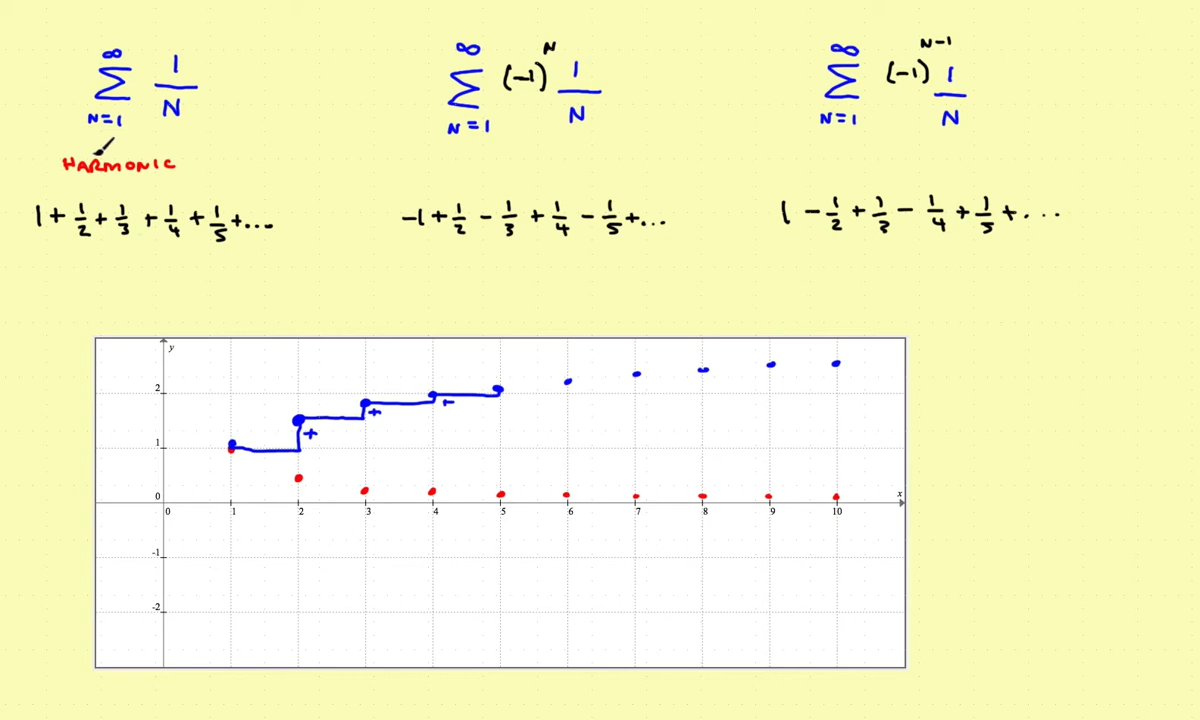 ∞ ∑ N=1 1/N
HARMONIC
1 + 1/2 + 1/3 + 1/4 + 1/5 + ...
∞ ∑ N=1 (-1)^N 1/N
-1 + 1/2 - 1/3 + 1/4 - 1/5 + ...
∞ ∑ N=1 (-1)^N-1 1/N
1 - 1/2 + 1/3 - 1/4 + 1/5 + ...
y
2
1
0
-1
-2
+ + +
0 1 2 3 4 5 6 7 8 9 10 x